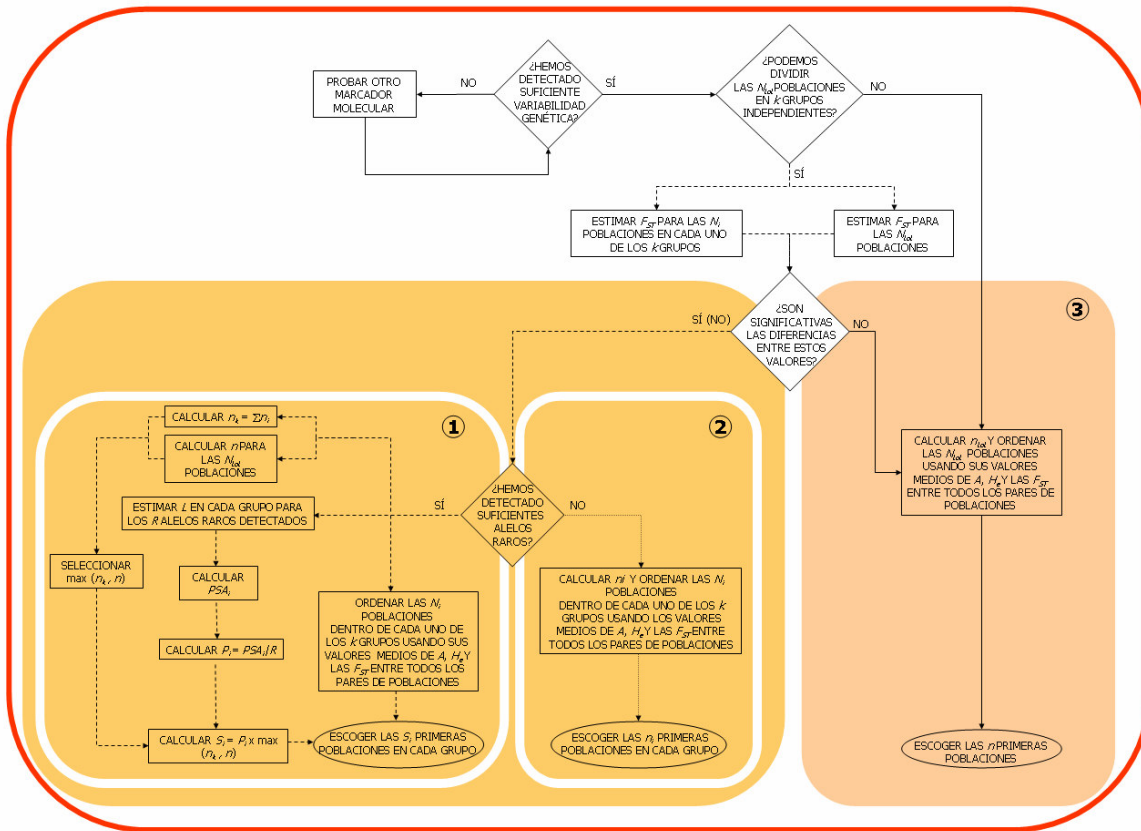 PROBAR OTRO
MARCADOR
MOLECULAR
NO
¿HEMOS
DETECTADO
SUFICIENTE
VARIABILIDAD
GENÉTICA?
SÍ
¿PODEMOS
DIVIDIR
LAS Ntot POBLACIONES
EN k GRUPOS
INDEPENDIENTES?
NO
SÍ
ESTIMAR FST PARA LAS Ni
POBLACIONES EN CADA UNO
DE LOS k GRUPOS
ESTIMAR FST PARA
LAS Ntot
POBLACIONES
¿SON
SIGNIFICATIVAS
LAS DIFERENCIAS
ENTRE ESTOS
VALORES?
SÍ (NO)
NO
③
①
②
CALCULAR nk = Σni
CALCULAR n PARA
LAS Ntot
POBLACIONES
ESTIMAR L EN CADA GRUPO PARA
LOS R ALELOS RAROS DETECTADOS
SÍ
¿HEMOS
DETECTADO
SUFICIENTES
ALELOS
RAROS?
NO
CALCULAR ntot Y ORDENAR
LAS Ntot POBLACIONES
USANDO SUS VALORES
MEDIOS DE A, He Y LAS FST
ENTRE TODOS LOS PARES DE
POBLACIONES
SELECCIONAR
max (nk, n)
CALCULAR
PSAi
CALCULAR Pi= PSAi/R
ORDENAR LAS Ni
POBLACIONES
DENTRO DE CADA UNO DE
LOS k GRUPOS USANDO SUS
VALORES MEDIOS DE A, He Y
LAS FST ENTRE TODOS LOS
PARES DE POBLACIONES
CALCULAR ni Y ORDENAR LAS Ni
POBLACIONES
DENTRO DE CADA UNO DE LOS k
GRUPOS USANDO LOS VALORES
MEDIOS DE A, He Y LAS FST ENTRE
TODOS LOS PARES DE POBLACIONES
CALCULAR Si= Pi x max
(nk, n)
ESCOGER LAS Si PRIMERAS
POBLACIONES EN CADA GRUPO
ESCOGER LAS ni PRIMERAS
POBLACIONES EN CADA GRUPO
ESCOGER LAS n PRIMERAS
POBLACIONES